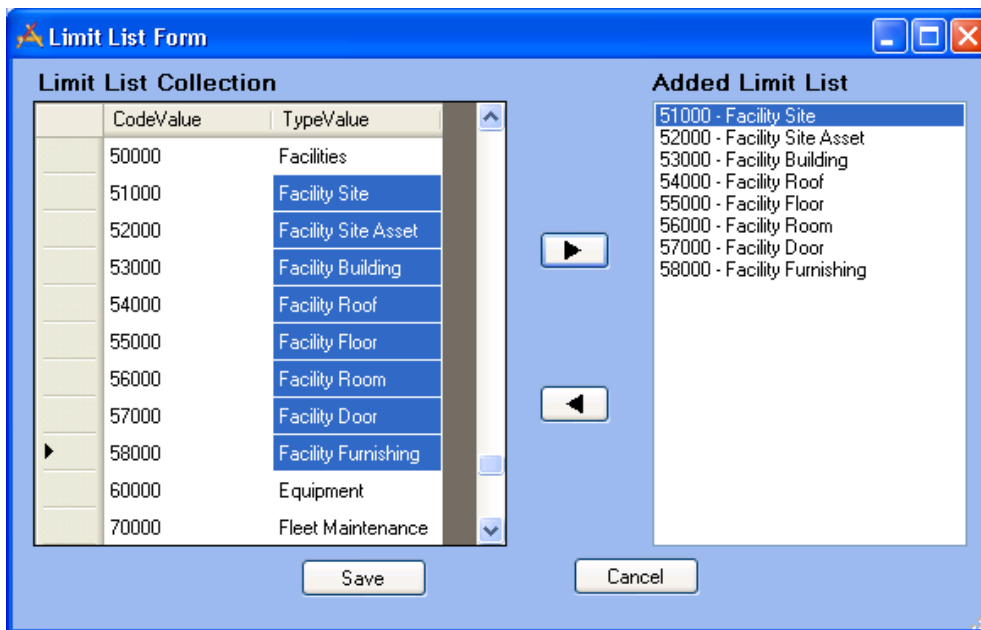 Limit List Form
Limit List Collection
CodeValue TypeValue
50000 Facilities
51000 Facility Site
52000 Facility Site Asset
53000 Facility Building
54000 Facility Roof
55000 Facility Floor
56000 Facility Room
57000 Facility Door
58000 Facility Furnishing
60000 Equipment
70000 Fleet Maintenance
Added Limit List
51000 - Facility Site
52000 - Facility Site Asset
53000 - Facility Building
54000 - Facility Roof
55000 - Facility Floor
56000 - Facility Room
57000 - Facility Door
58000 - Facility Furnishing
Save
Cancel